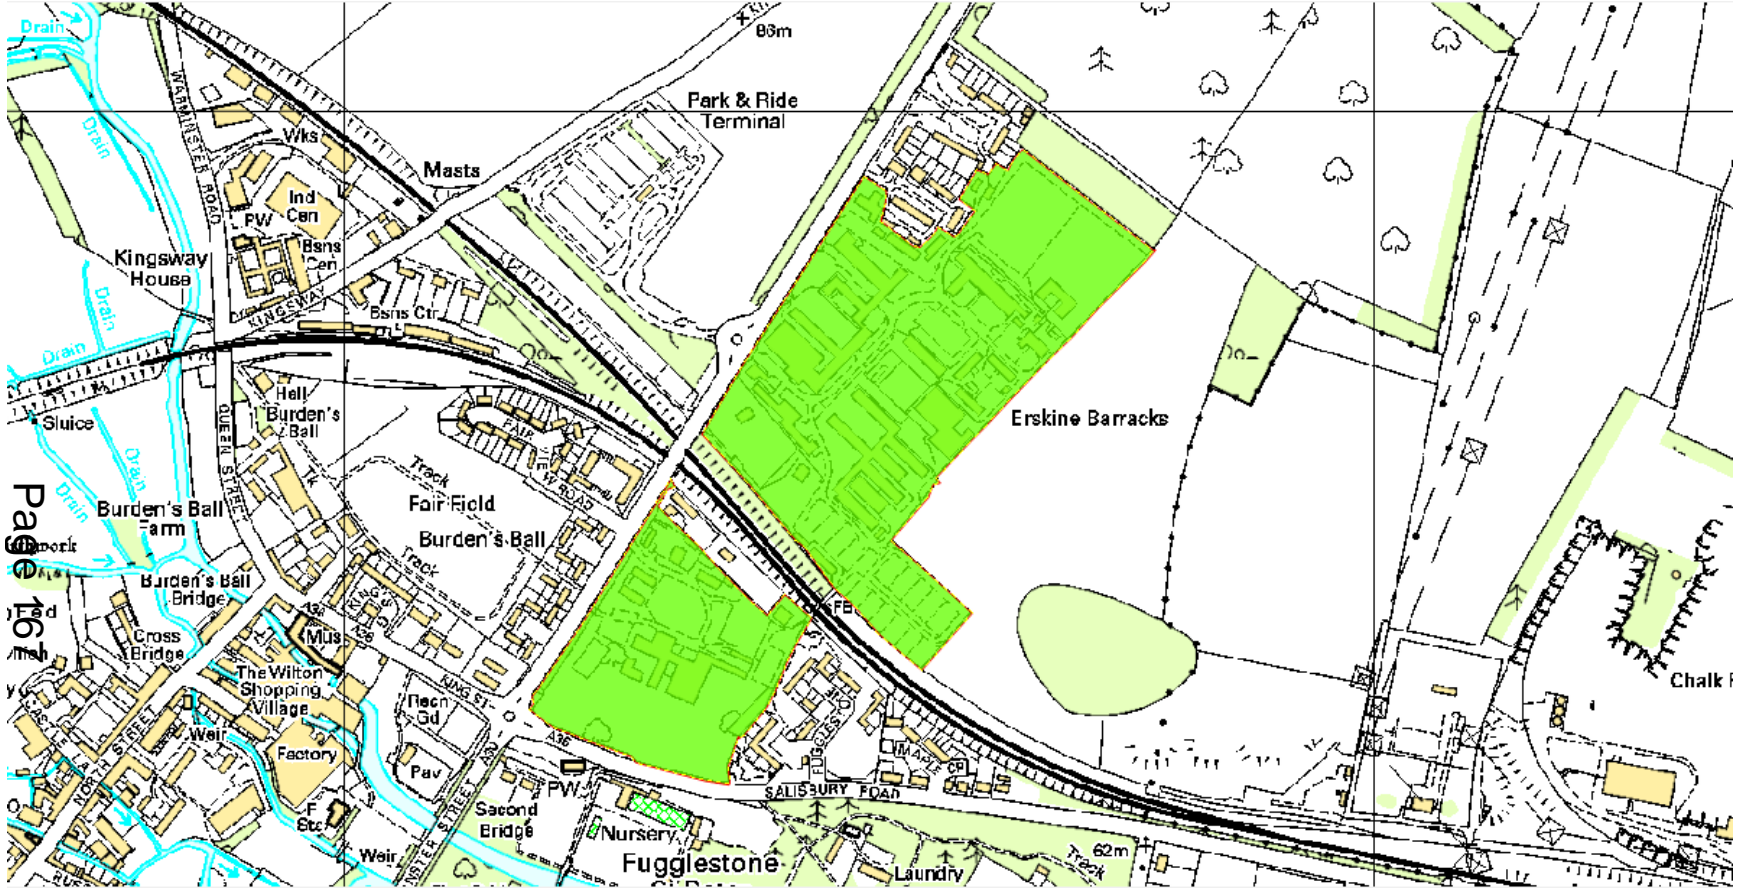 Drain
86m
WARMINSTER ROAD
Park & Ride
Terminal
Drain
Wks
Masts
Ind
Cen
PW
Bsns
Cen
Kingsway
House
KINGSWAY
Drain
Bsns Ctr
Drain
Hell
Burden's
Ball
Sluice
QUEEN STREET
Erskine Barracks
Track
Drain
Drain
Fair Field
Burden's Ball
Page 167
Track
Burden's Ball
Burden's Ball
Bridge
FB
Cross
Bridge
Mus
A36
The Wilton
Shopping
Village
KING ST
Recn
Gd
Chalk
Weir
NORTH STREET
A36
A30
Factory
Pav
MAPLE
CR
PW
SALISBURY ROAD
Second
Bridge
Nursery
Weir
62m
Track
Fugglestone
Laundry